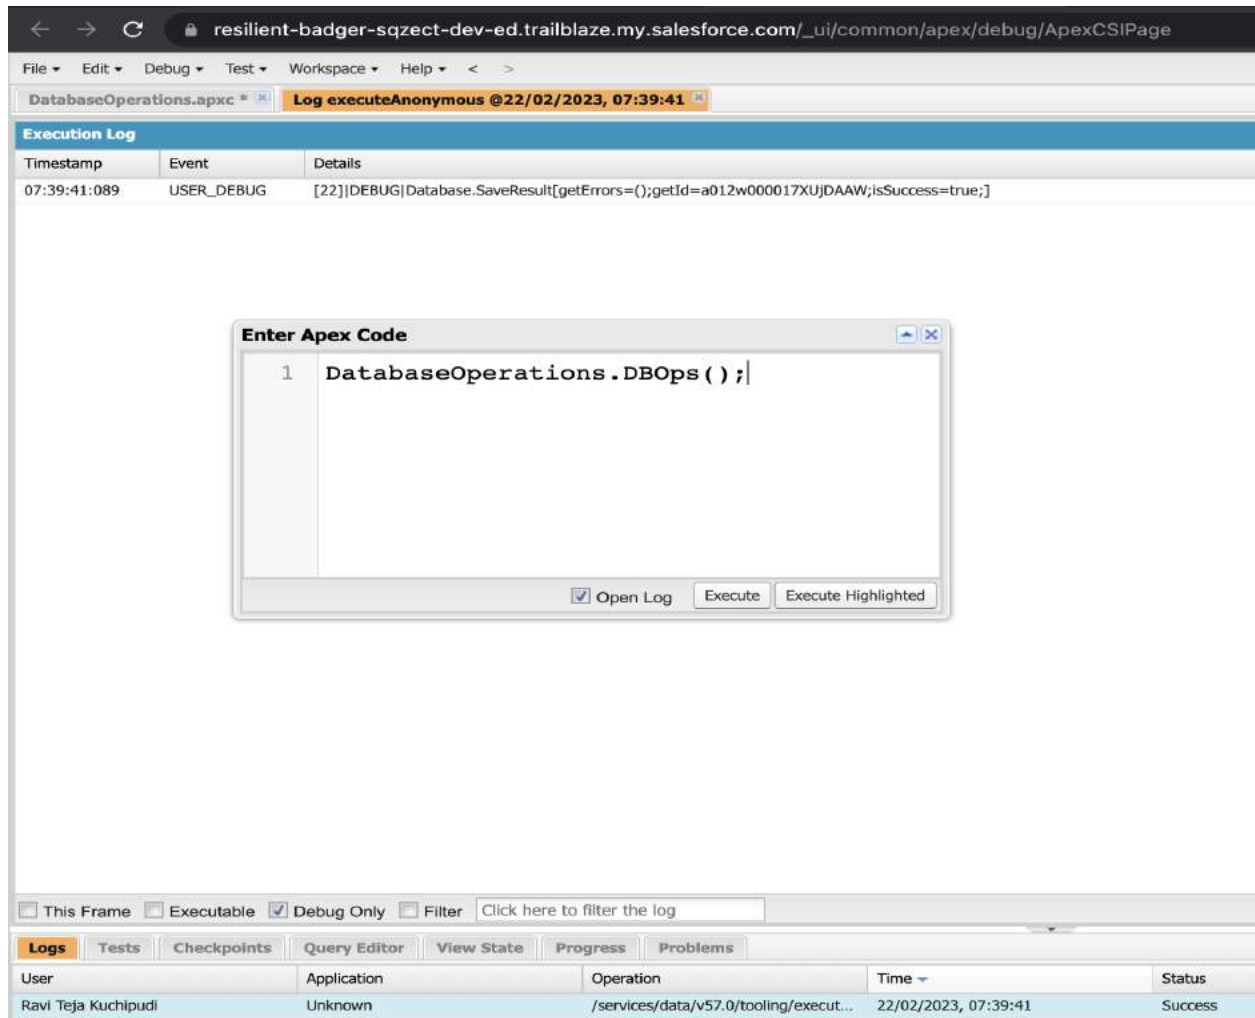 resilient-badger-sqzect-dev-ed.trailblaze.my.salesforce.com/_ui/common/apex/debug/ApexCSIPage
File Edit Debug Test Workspace Help < >
DatabaseOperations.apxc * Log executeAnonymous @22/02/2023, 07:39:41
Execution Log
Timestamp Event Details
07:39:41:089 USER_DEBUG [22]|DEBUG|Database.SaveResult[getErrors=();getId=a012w000017XUjDAAW;isSuccess=true;]
Enter Apex Code
1 DatabaseOperations.DBOps();
Open Log Execute Execute Highlighted
This Frame Executable Debug Only Filter Click here to filter the log
Logs Tests Checkpoints Query Editor View State Progress Problems
User Application Operation Time Status
Ravi Teja Kuchipudi Unknown /services/data/v57.0/tooling/execut... 22/02/2023, 07:39:41 Success